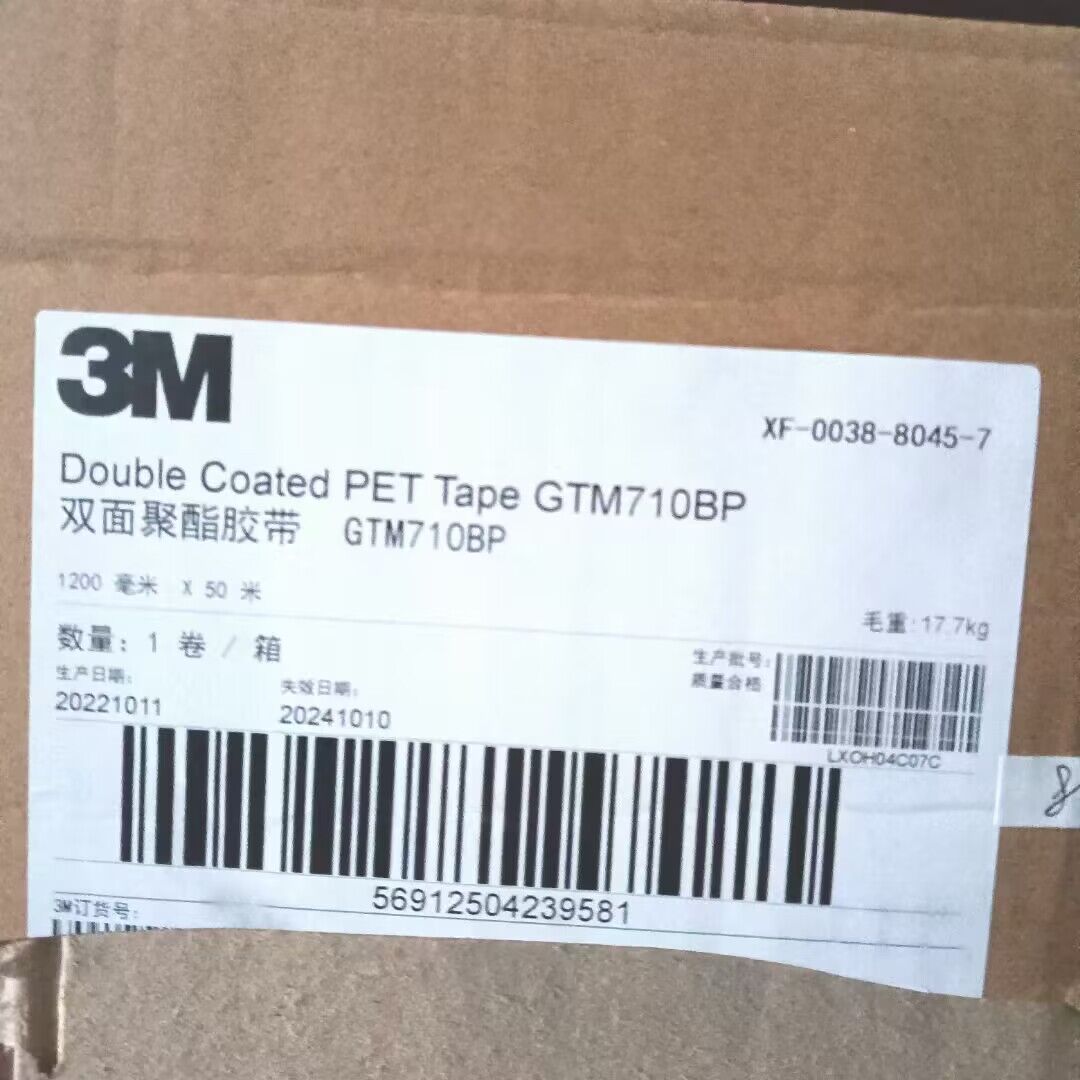 3M
XF-0038-8045-7
Double Coated PET Tape GTM710BP
双面聚酯胶带 GTM710BP
1200 毫米 X 50 米
毛重:17.7kg
数量: 1 卷 / 箱
生产批号:
质量合格
生产日期:
失效日期:
20221011
20241010
LXOH04C07C
8
56912504239581
3M订货号: